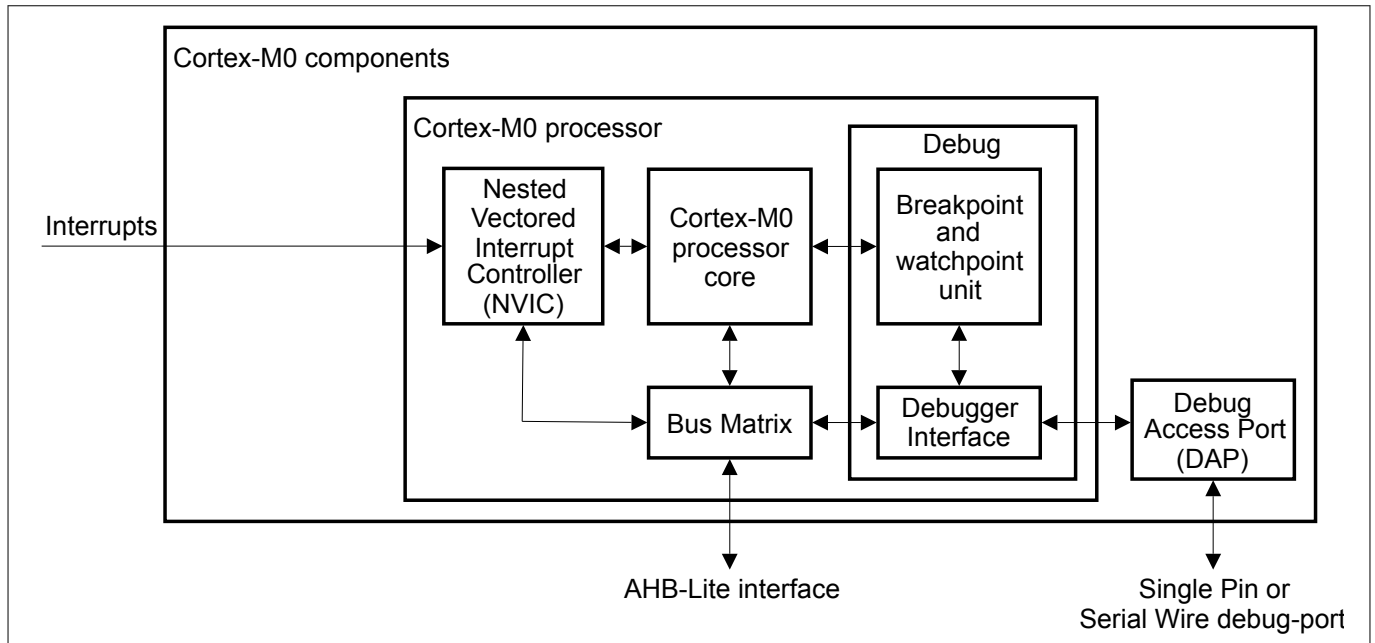 Cortex-M0 components
Cortex-M0 processor
Debug
Interrupts
Nested
Vectored
Interrupt
Controller
(NVIC)
Cortex-M0
processor
core
Breakpoint
and
watchpoint
unit
Bus Matrix
Debugger
Interface
Debug
Access Port
(DAP)
AHB-Lite interface
Single Pin or
Serial Wire debug-port